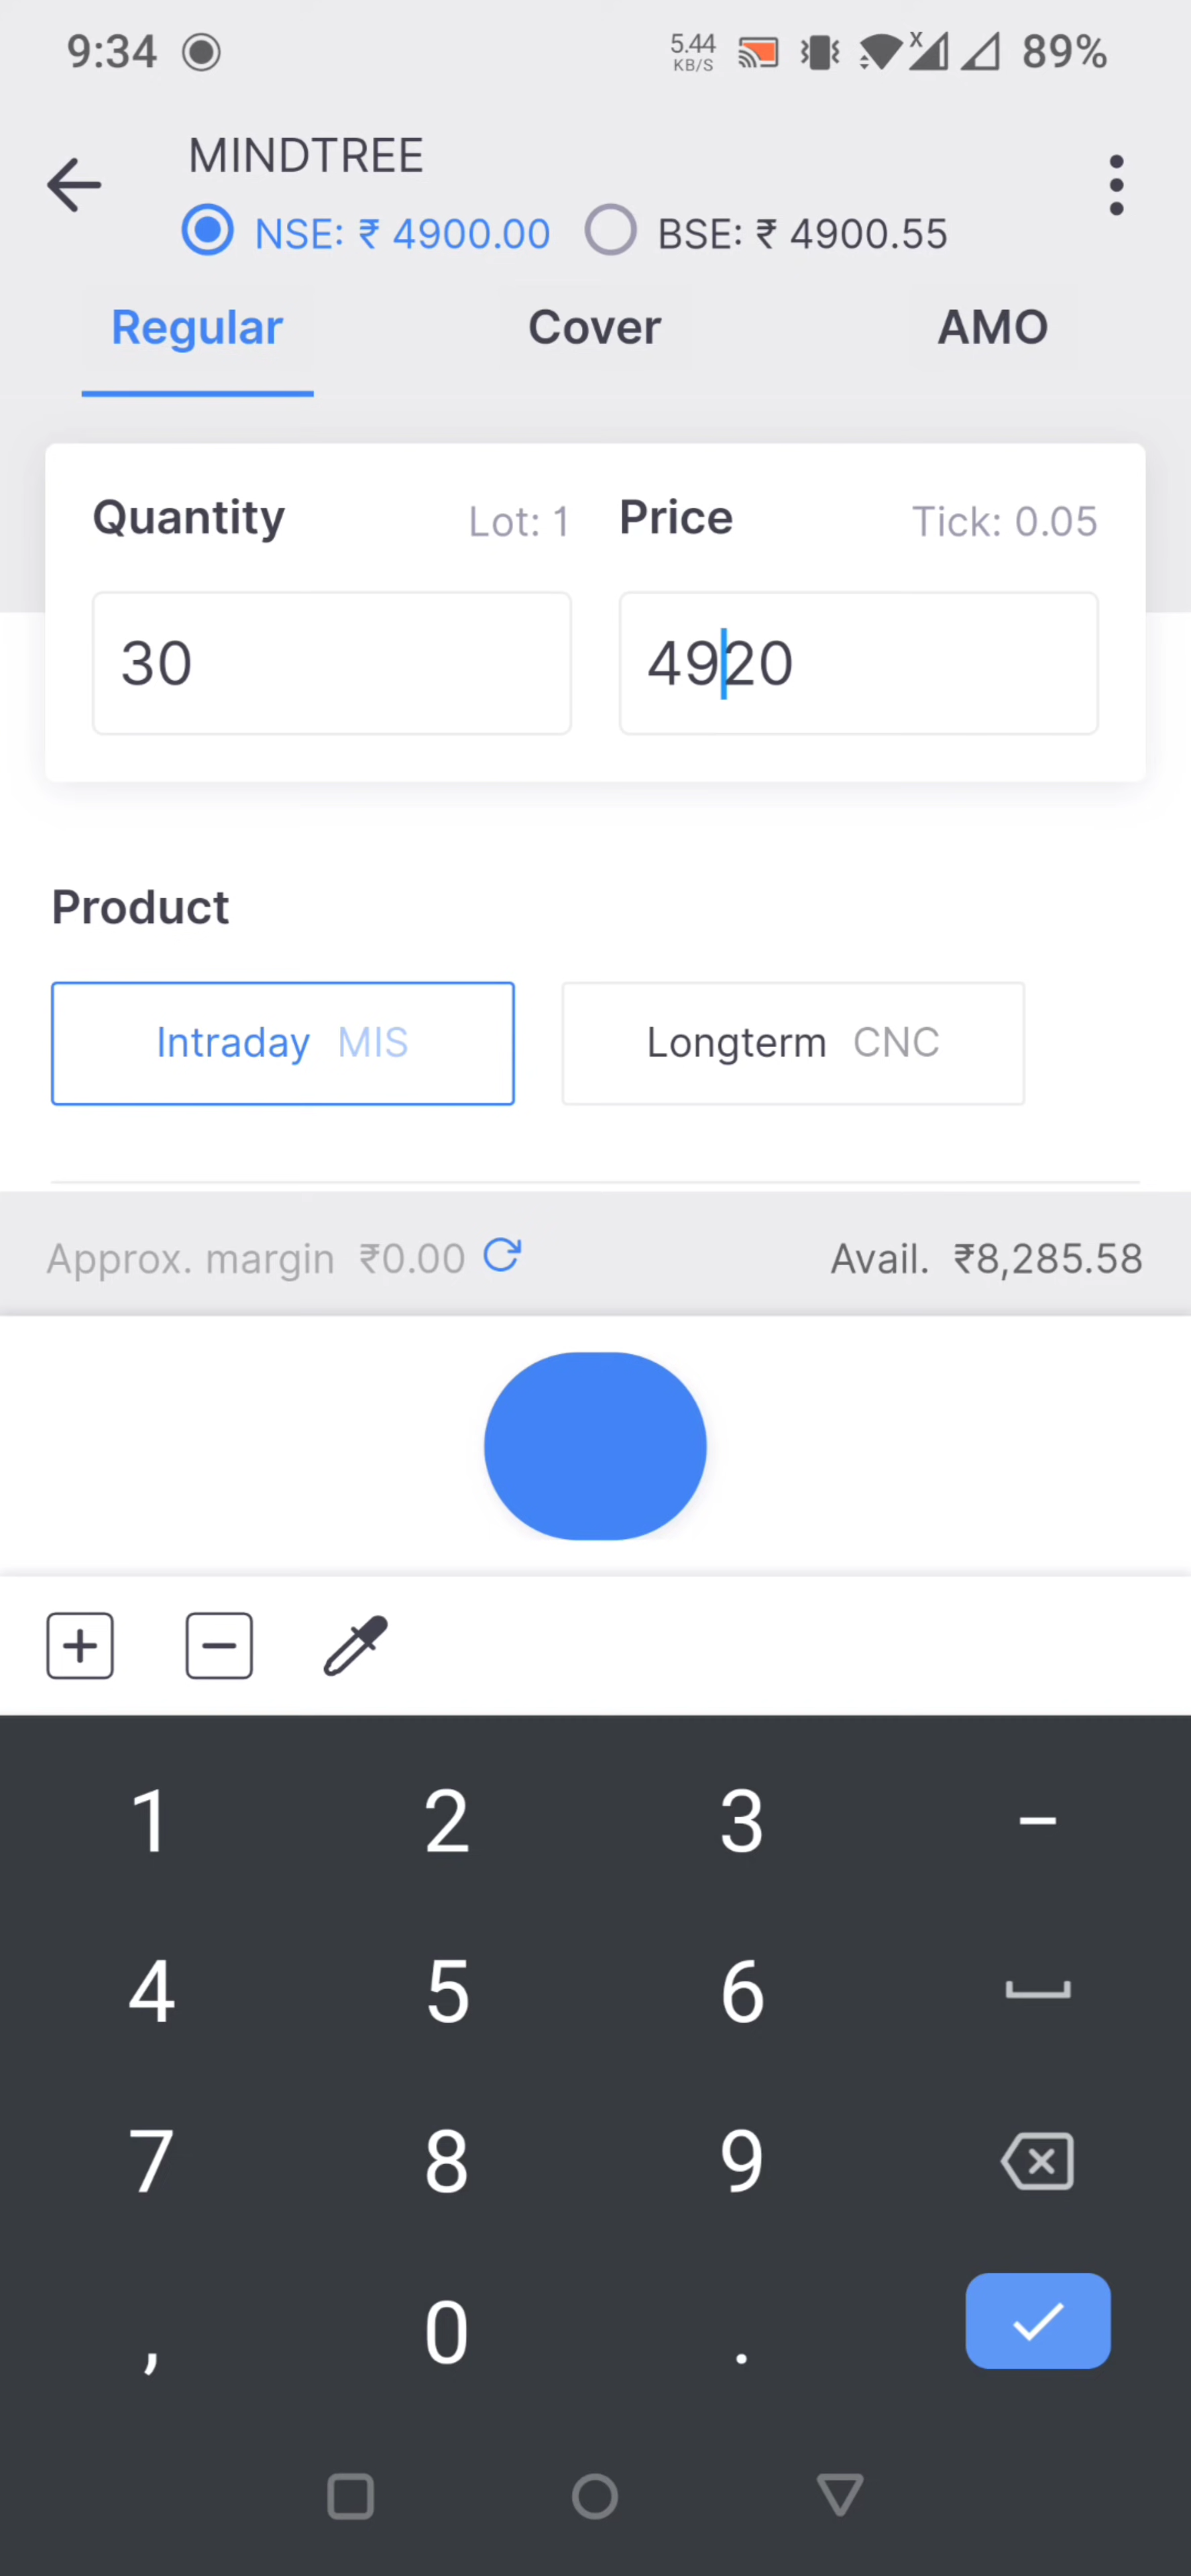 9:34 5.44 KB/S x 89%
MINDTREE
NSE: ₹ 4900.00 BSE: ₹ 4900.55
Regular Cover AMO
Quantity Lot: 1 Price Tick: 0.05
30 4920
Product
Intraday MIS Longterm CNC
Approx. margin ₹0.00 Avail. ₹8,285.58
1 2 3 –
4 5 6
7 8 9
, 0 .